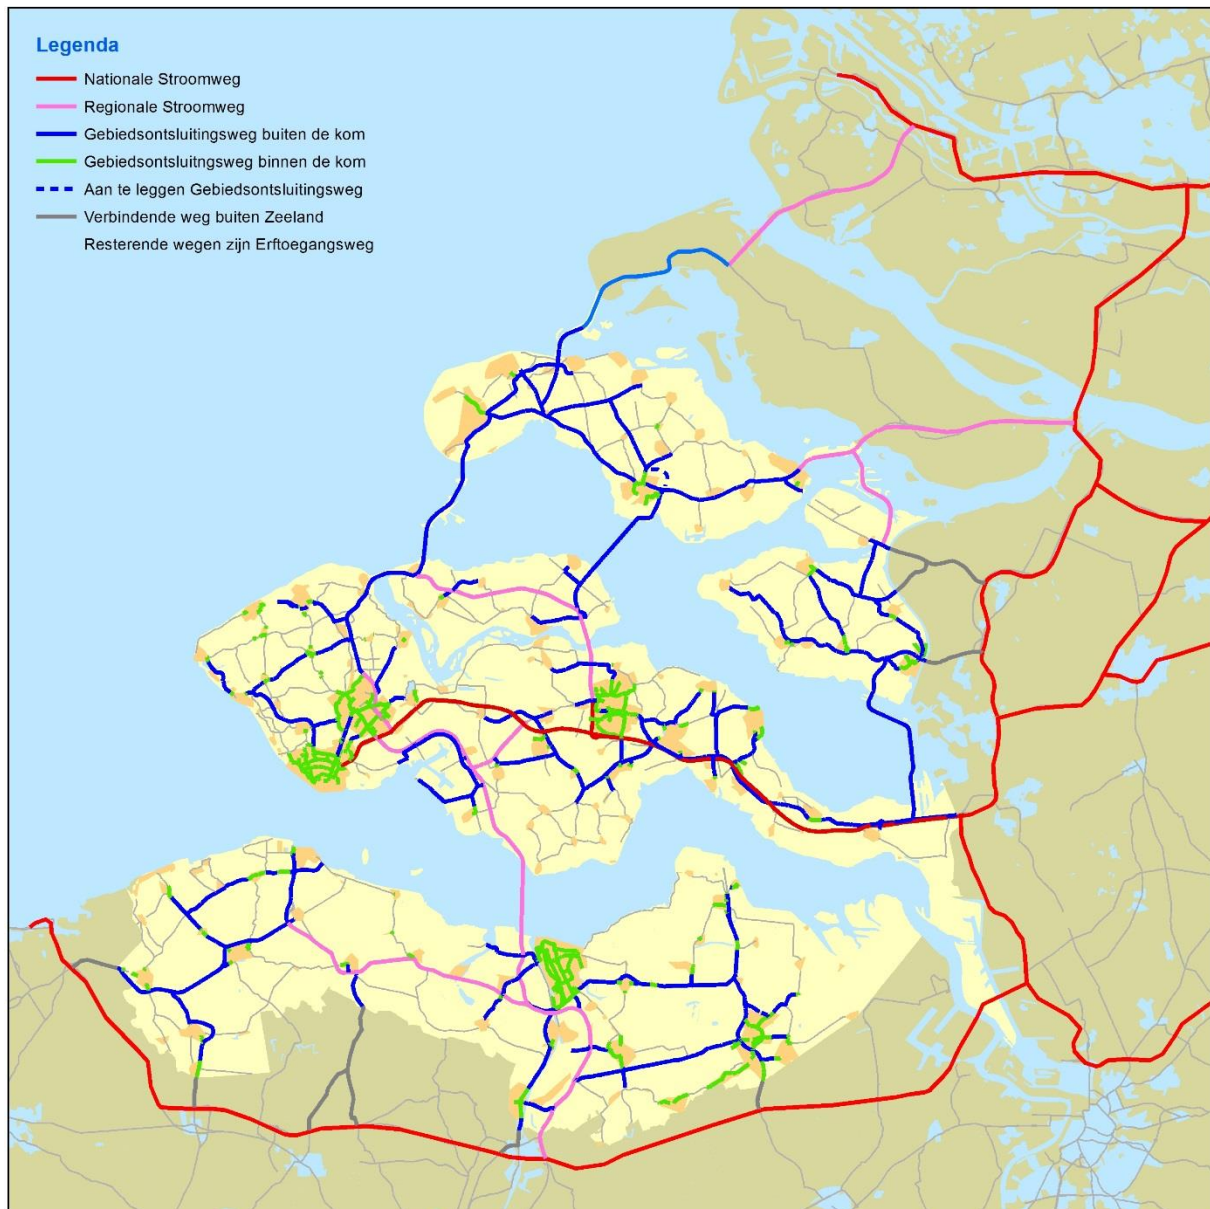 Legenda
Nationale Stroomweg
Regionale Stroomweg
Gebiedsontsluitingsweg buiten de kom
Gebiedsontsluitngsweg binnen de kom
Aan te leggen Gebiedsontsluitingsweg
Verbindende weg buiten Zeeland
Resterende wegen zijn Erftoegangsweg